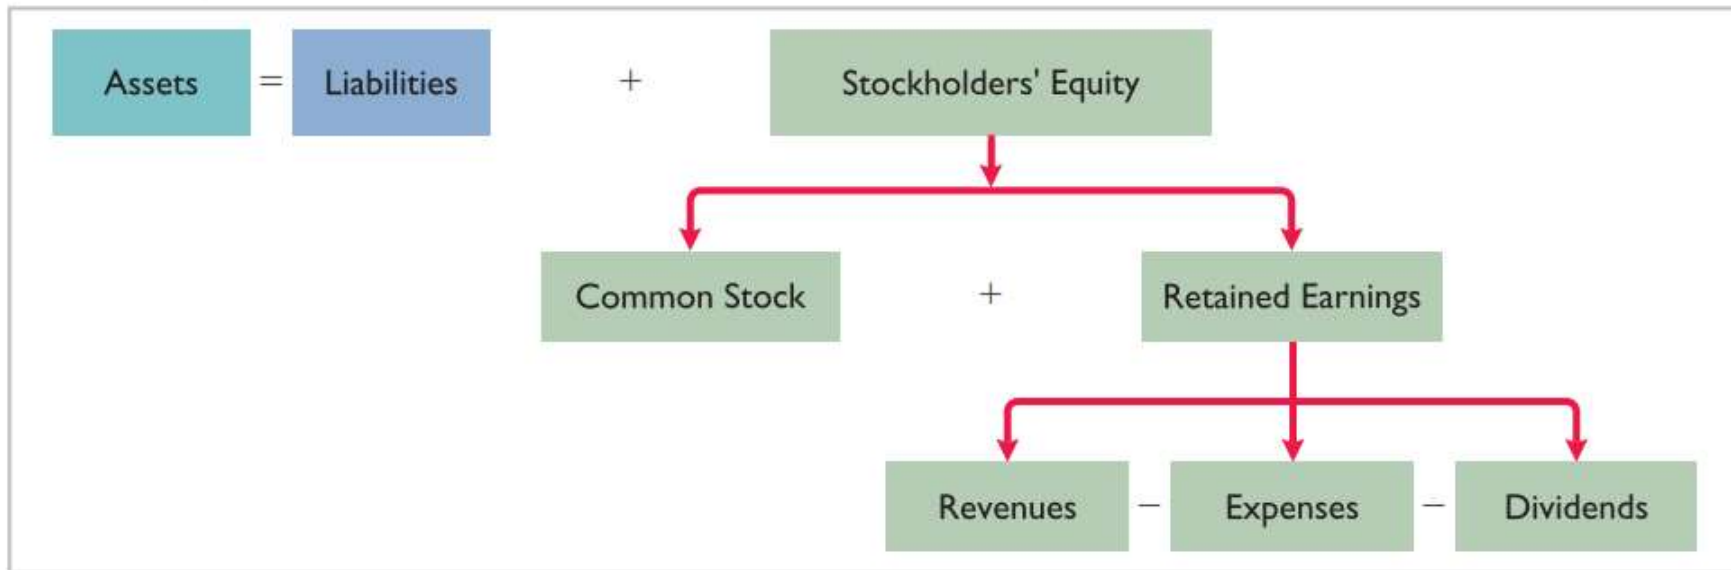 Assets = Liabilities + Stockholders' Equity
Common Stock + Retained Earnings
Revenues − Expenses − Dividends